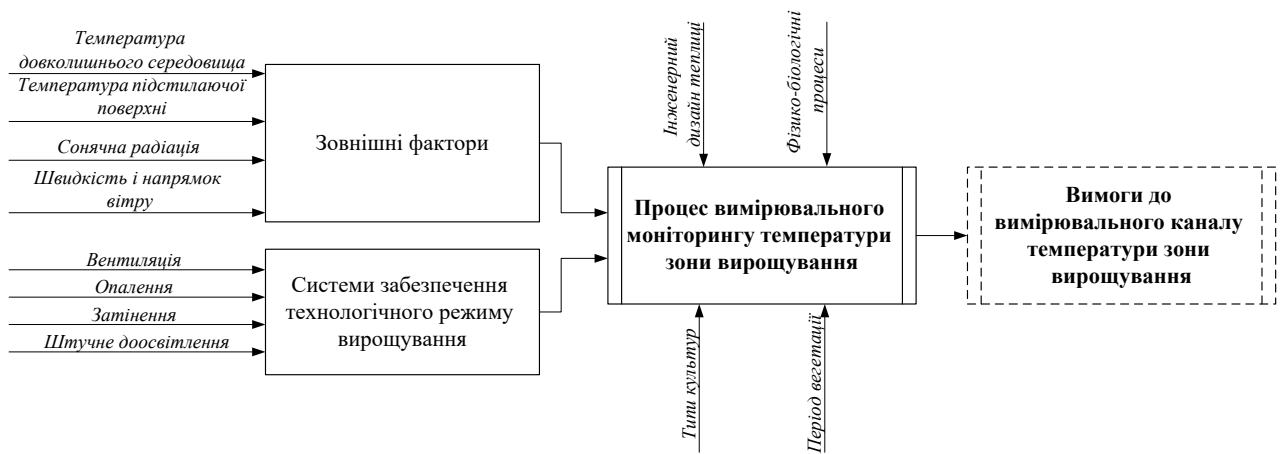 Температура
довколишнього середовища
Температура підстилаючої
поверхні
Сонячна радіація
Швидкість і напрямок
вітру
Зовнішні фактори
Вентиляція
Опалення
Затінення
Штучне доосвітлення
Системи забезпечення
технологічного режиму
вирощування
Інженерний
дизайн теплиці
Фізико-біологічні
процеси
Процес вимірювального
моніторингу температури
зони вирощування
Типи культур
Період вегетації
Вимоги до
вимірювального каналу
температури зони
вирощування